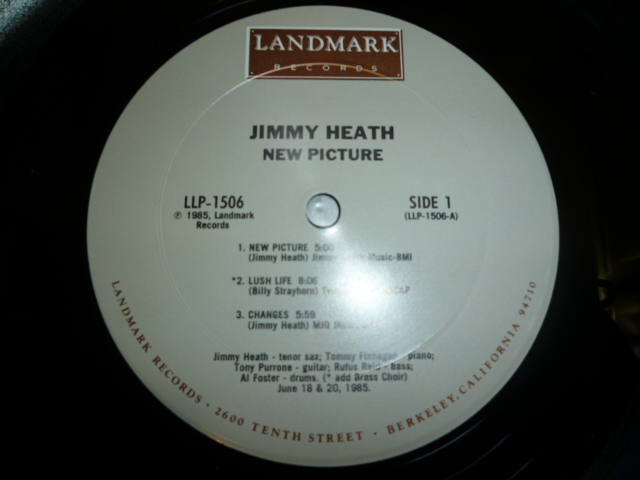 LANDMARK
RECORDS
JIMMY HEATH
NEW PICTURE
LLP-1506
℗ 1985, Landmark
Records
SIDE 1
(LLP-1506-A)
1. NEW PICTURE 5:00
(Jimmy Heath) Music-BMI
*2. LUSH LIFE 8:06
(Billy Strayhorn)
3. CHANGES 5:59
(Jimmy Heath) MJQ
Jimmy Heath - tenor sax; Tommy Flanagan - piano;
Tony Purrone - guitar; Rufus Reid - bass;
Al Foster - drums. (* add Brass Choir)
June 18 & 20, 1985.
LANDMARK RECORDS • 2600 TENTH STREET • BERKELEY, CALIFORNIA 94710